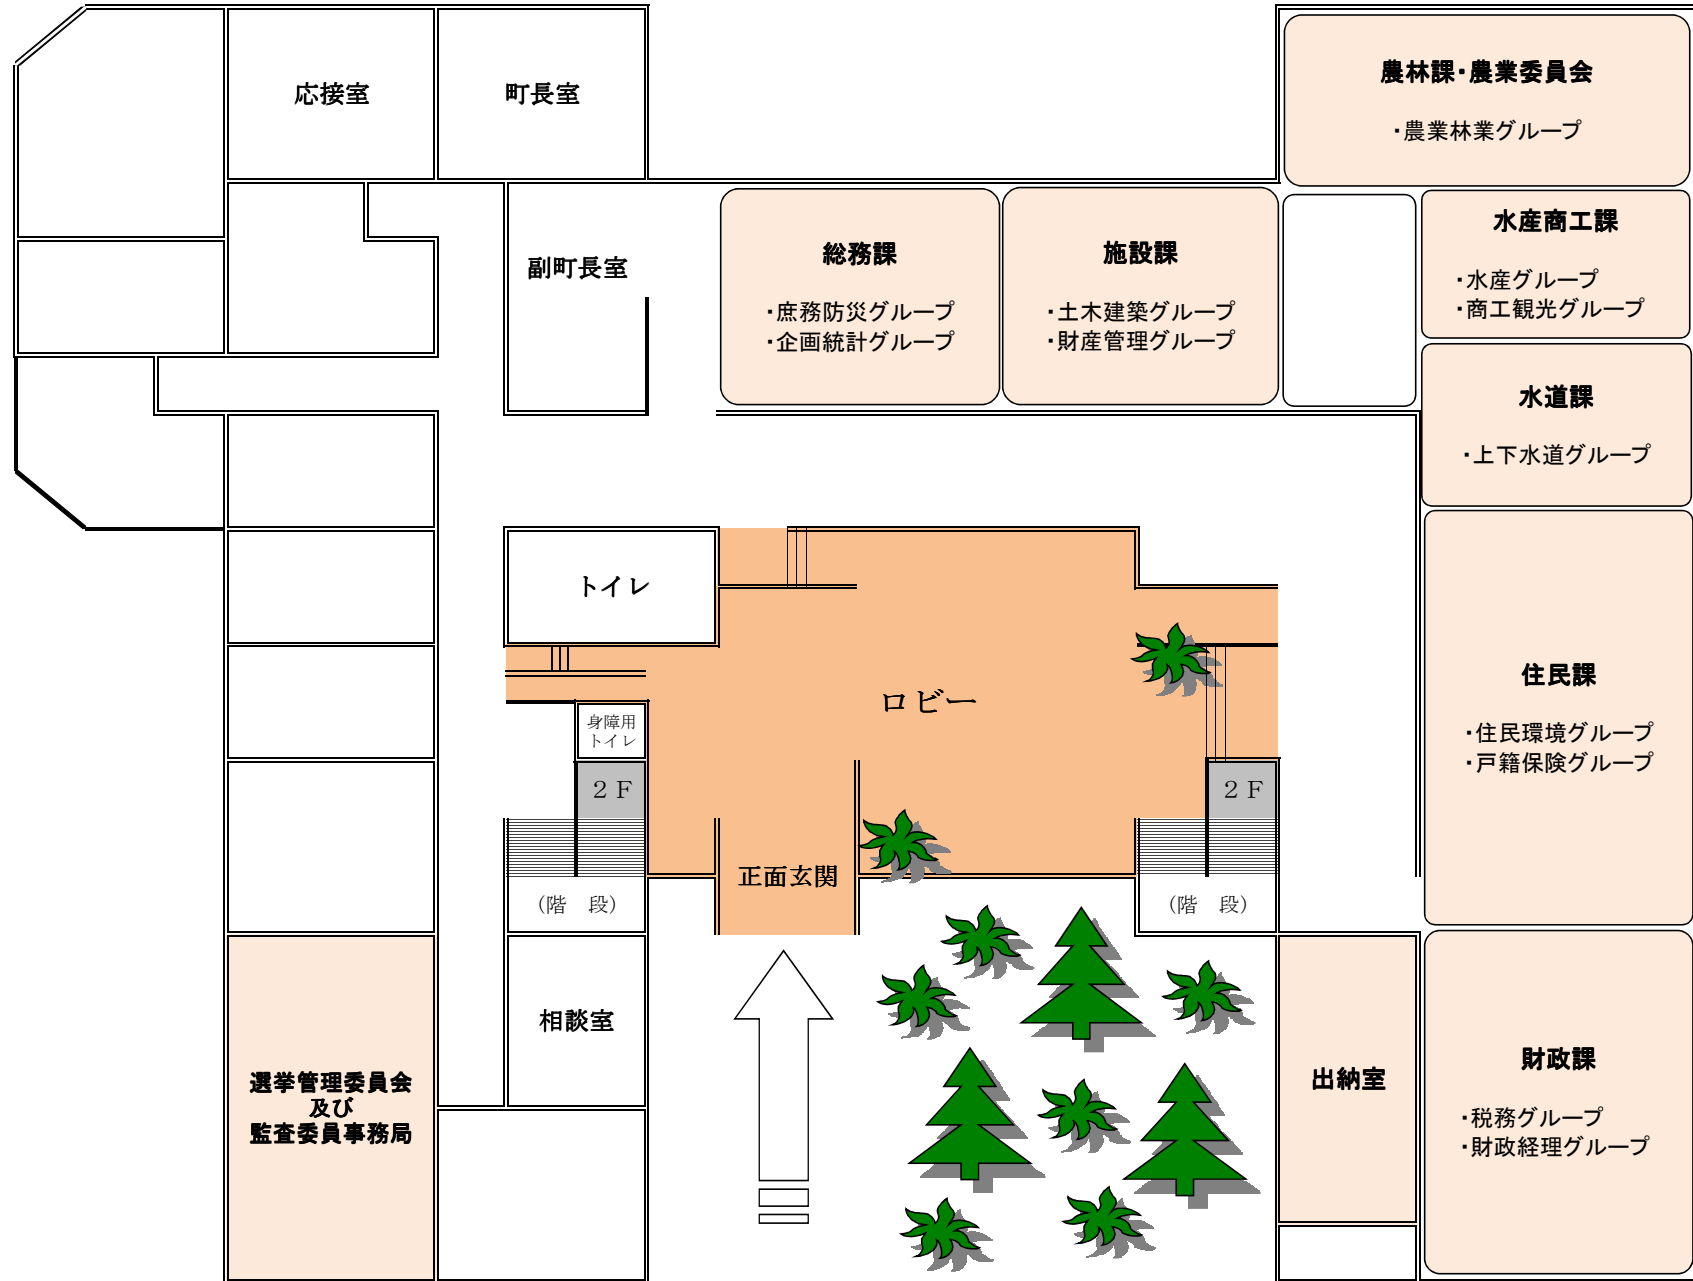 応接室
町長室
農林課・農業委員会
・農業林業グループ
副町長室
総務課
・庶務防災グループ
・企画統計グループ
施設課
・土木建築グループ
・財産管理グループ
水産商工課
・水産グループ
・商工観光グループ
水道課
・上下水道グループ
トイレ
ロビー
身障用
トイレ
２Ｆ
２Ｆ
住民課
・住民環境グループ
・戸籍保険グループ
正面玄関
（階　段）
（階　段）
相談室
選挙管理委員会
及び
監査委員事務局
出納室
財政課
・税務グループ
・財政経理グループ